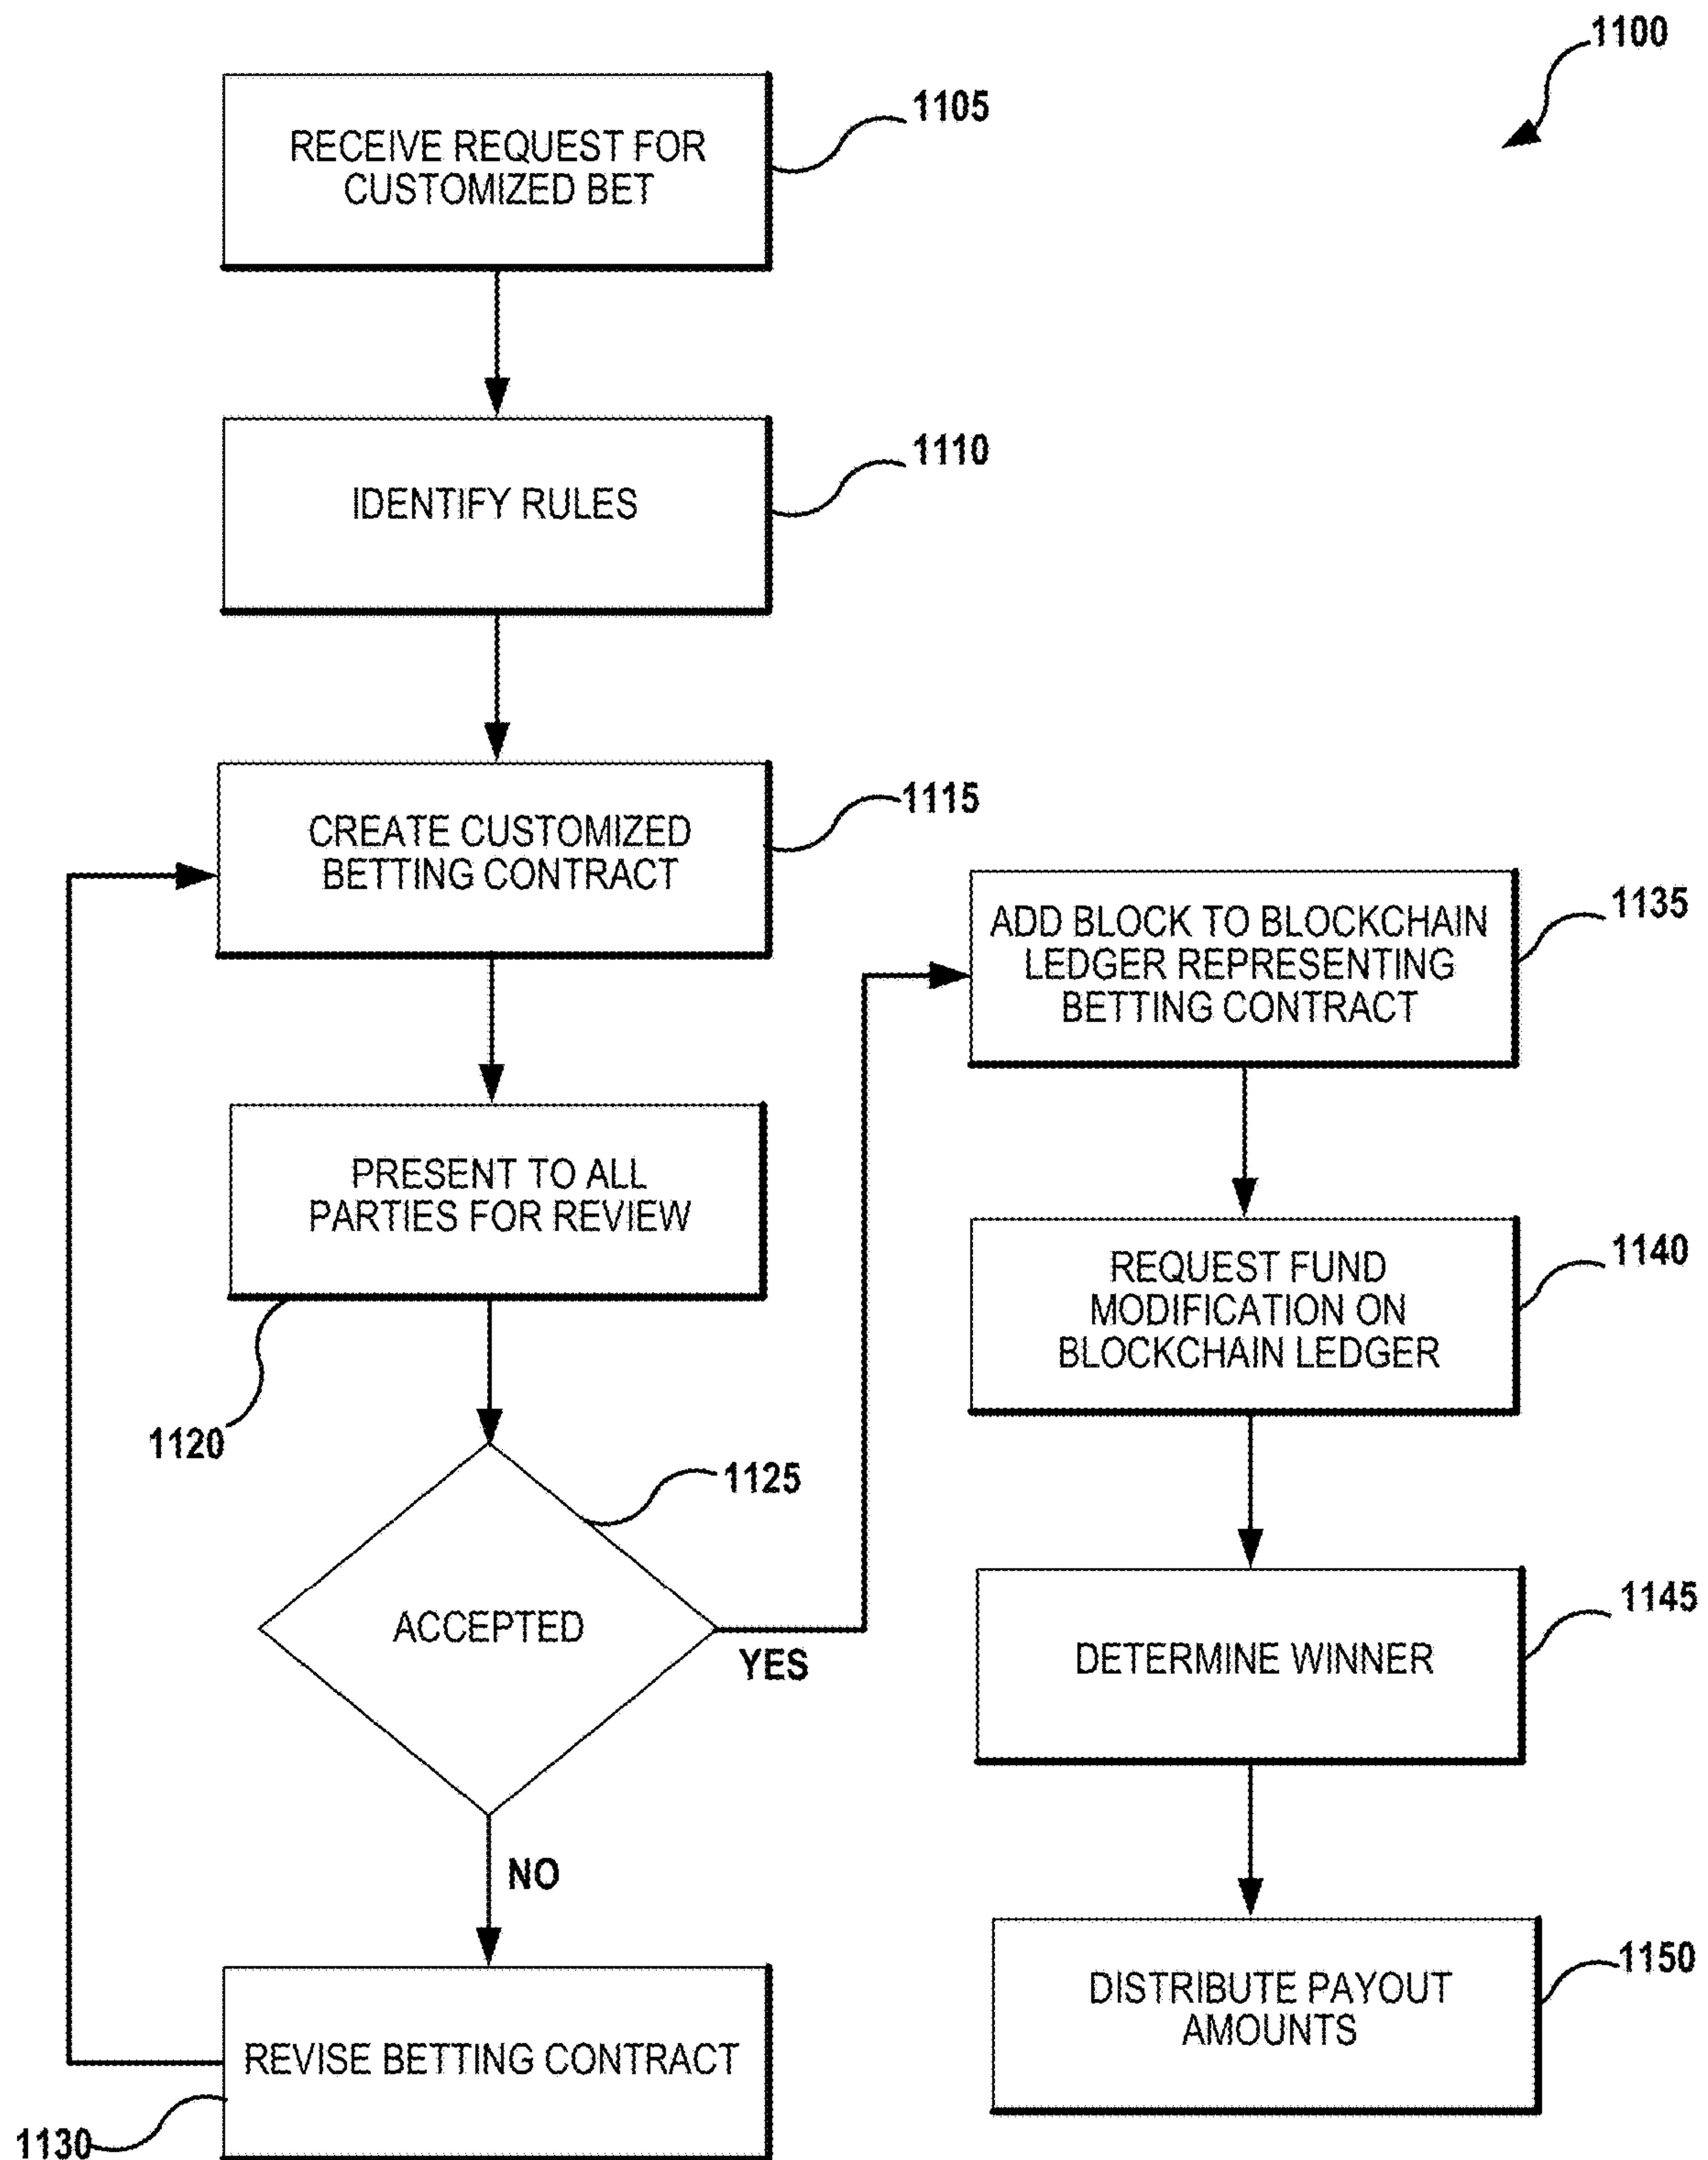 1100
RECEIVE REQUEST FOR
CUSTOMIZED BET
1105
IDENTIFY RULES
1110
CREATE CUSTOMIZED
BETTING CONTRACT
1115
PRESENT TO ALL
PARTIES FOR REVIEW
1120
ACCEPTED
1125
YES
NO
REVISE BETTING CONTRACT
1130
ADD BLOCK TO BLOCKCHAIN
LEDGER REPRESENTING
BETTING CONTRACT
1135
REQUEST FUND
MODIFICATION ON
BLOCKCHAIN LEDGER
1140
DETERMINE WINNER
1145
DISTRIBUTE PAYOUT
AMOUNTS
1150